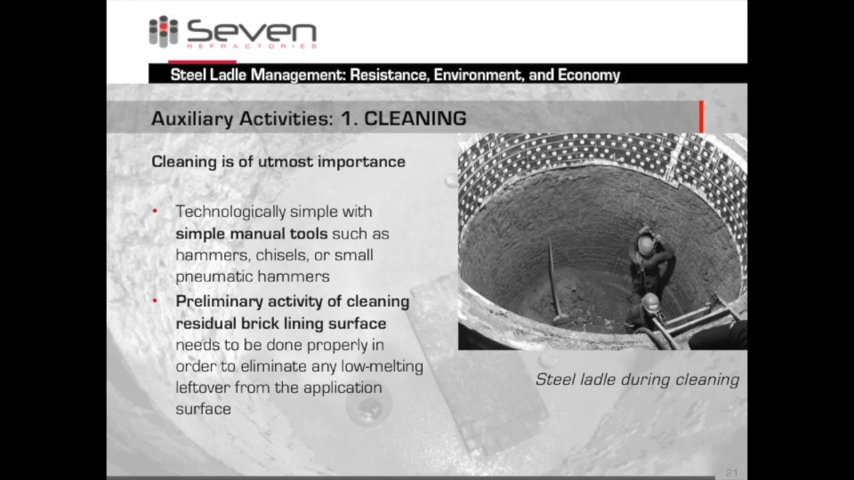 Seven
REFRACTORIES
Steel Ladle Management: Resistance, Environment, and Economy
Auxiliary Activities: 1. CLEANING
Cleaning is of utmost importance
• Technologically simple with
simple manual tools such as
hammers, chisels, or small
pneumatic hammers
• Preliminary activity of cleaning
residual brick lining surface
needs to be done properly in
order to eliminate any low-melting
leftover from the application
surface
Steel ladle during cleaning
21